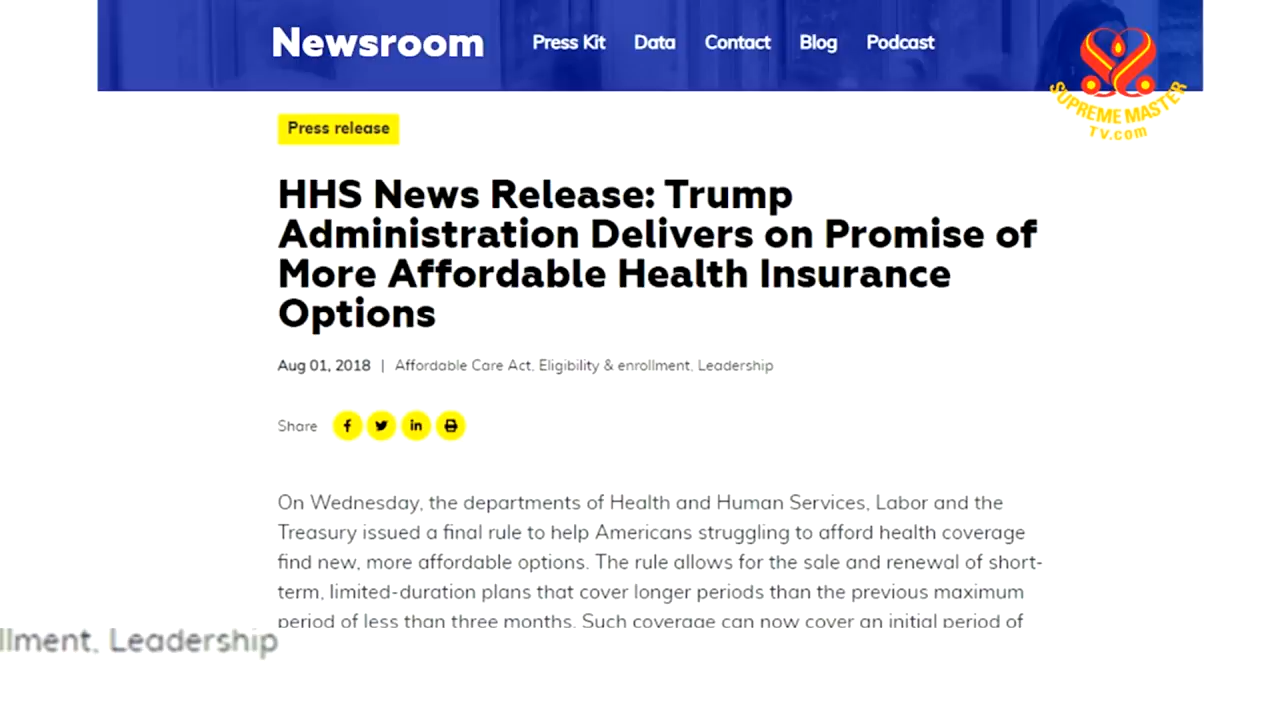 Newsroom
Press Kit
Data
Contact
Blog
Podcast
SUPREME MASTER
TV.com
Press release
HHS News Release: Trump
Administration Delivers on Promise of
More Affordable Health Insurance
Options
Aug 01, 2018 | Affordable Care Act, Eligibility & enrollment, Leadership
Share
On Wednesday, the departments of Health and Human Services, Labor and the
Treasury issued a final rule to help Americans struggling to afford health coverage
find new, more affordable options. The rule allows for the sale and renewal of short-
term, limited-duration plans that cover longer periods than the previous maximum
period of less than three months. Such coverage can now cover an initial period of
llment, Leadership